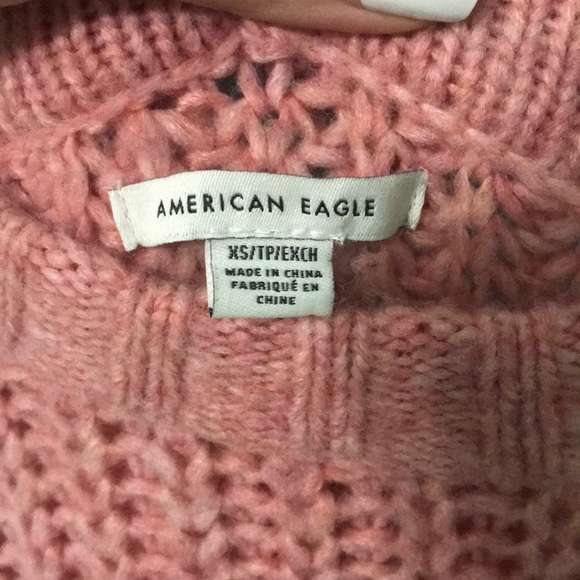 AMERICAN EAGLE
XS/TP/EXCH
MADE IN CHINA
FABRIQUÉ EN
CHINE